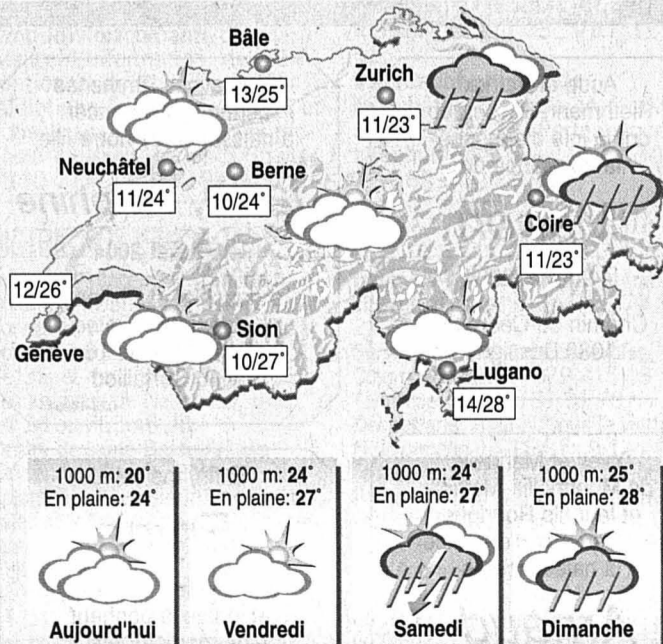 Bâle
13/25°
Zurich
11/23°
Neuchâtel
11/24°
Berne
10/24°
Coire
11/23°
12/26°
Genève
Sion
10/27°
Lugano
14/28°
1000 m: 20°
En plaine: 24°
Aujourd'hui
1000 m: 24°
En plaine: 27°
Vendredi
1000 m: 24°
En plaine: 27°
Samedi
1000 m: 25°
En plaine: 28°
Dimanche